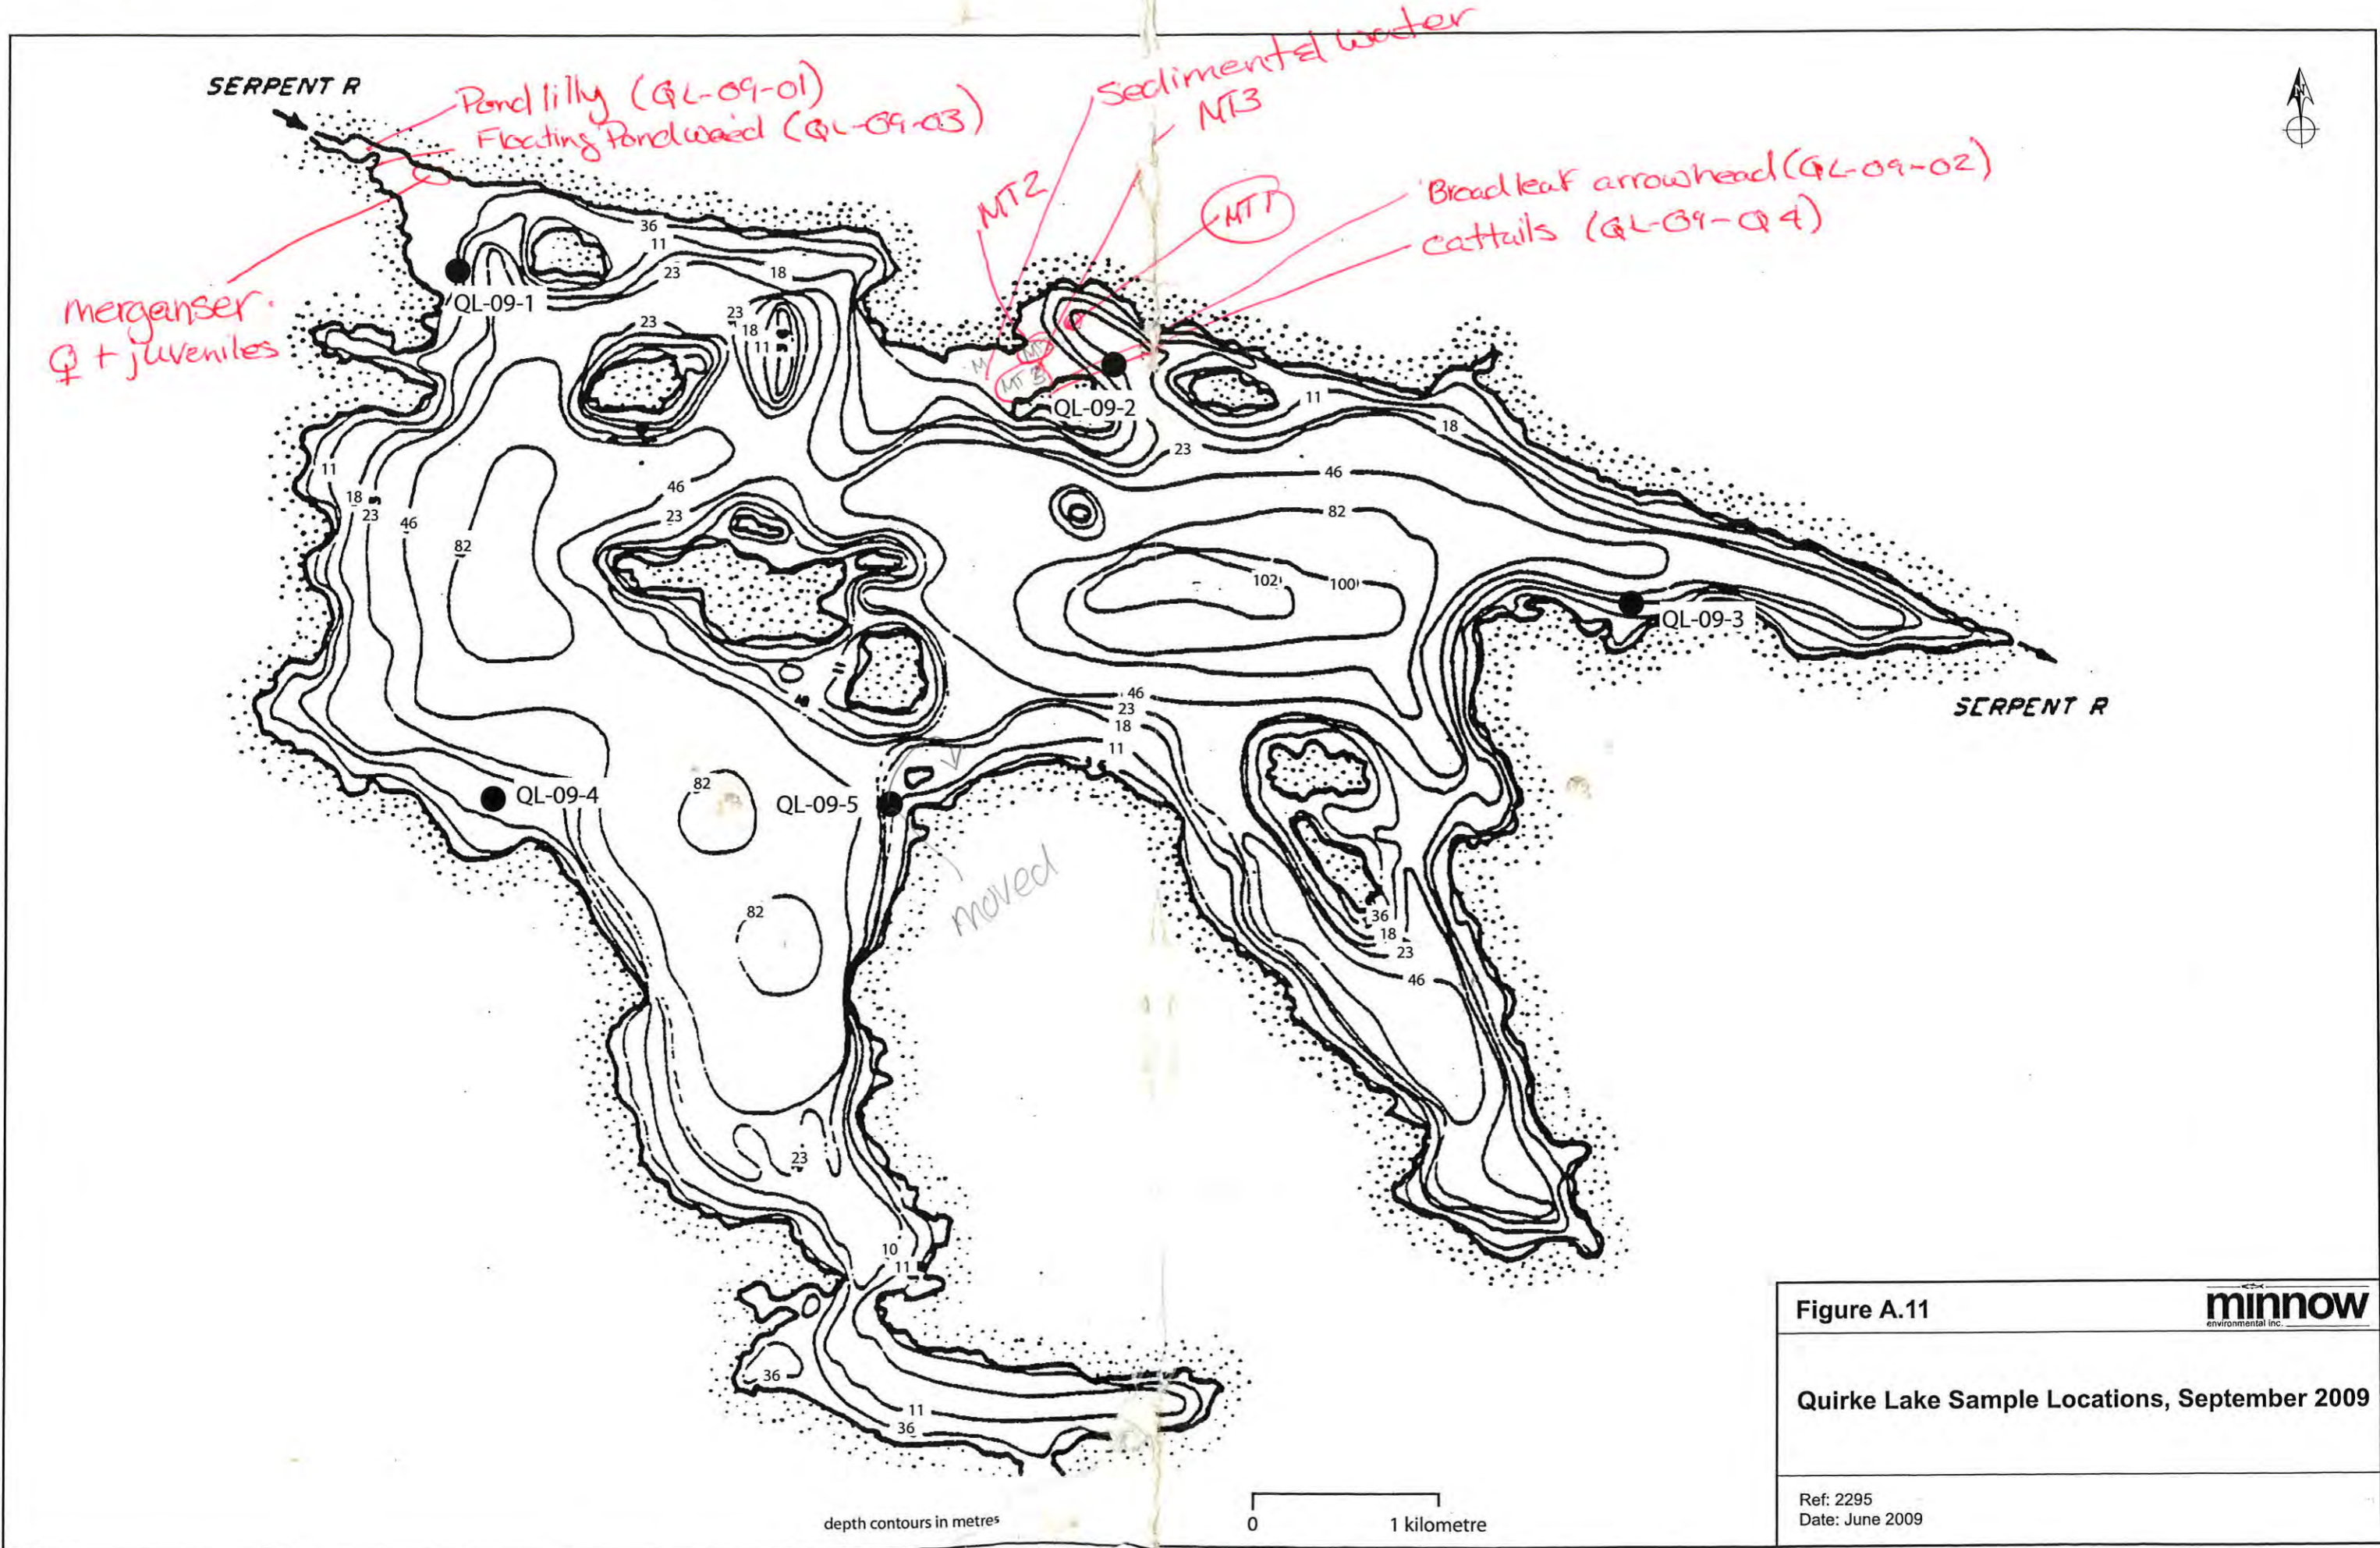 SERPENT R
Pond lilly (QL-09-01)
Floating Pondweed (QL-09-03)
Sediment & water
MT3
MT2
MT1
Broadleaf arrowhead (QL-09-02)
cattails (QL-09-04)
merganser
♀ + juveniles
36
11
23
18
QL-09-1
23
23
18
11
M
MT 3
QL-09-2
11
18
23
11
18
23
46
82
46
23
46
82
102
100
QL-09-3
SERPENT R
46
23
18
11
QL-09-4
82
QL-09-5
moved
82
36
18
23
46
23
10
11
36
11
36
depth contours in metres
0 1 kilometre
Figure A.11
minnow
environmental inc.
Quirke Lake Sample Locations, September 2009
Ref: 2295
Date: June 2009